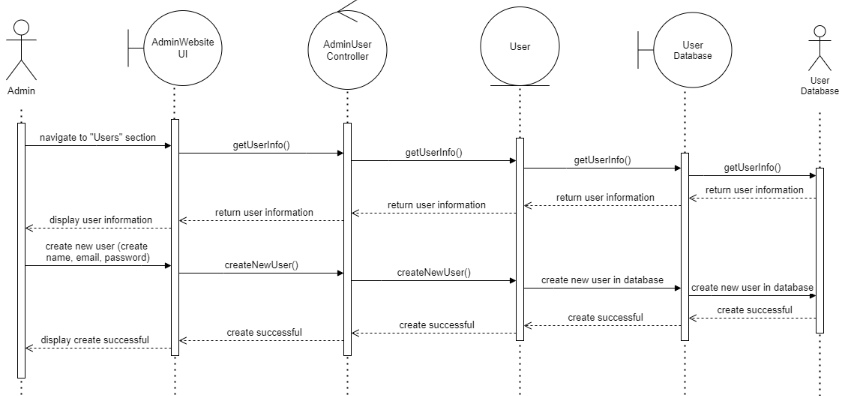 AdminWebsite
UI
AdminUser
Controller
User
User
Database
Admin
User
Database
navigate to "Users" section
getUserInfo()
getUserInfo()
getUserInfo()
getUserInfo()
return user information
return user information
return user information
return user information
display user information
create new user (create
name, email, password)
createNewUser()
createNewUser()
create new user in database
create new user in database
create successful
create successful
create successful
create successful
display create successful